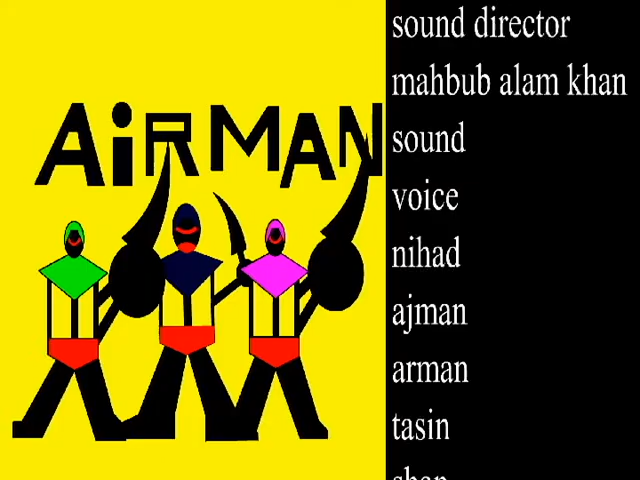 AiRMAN
sound director
mahbub alam khan
sound
voice
nihad
ajman
arman
tasin